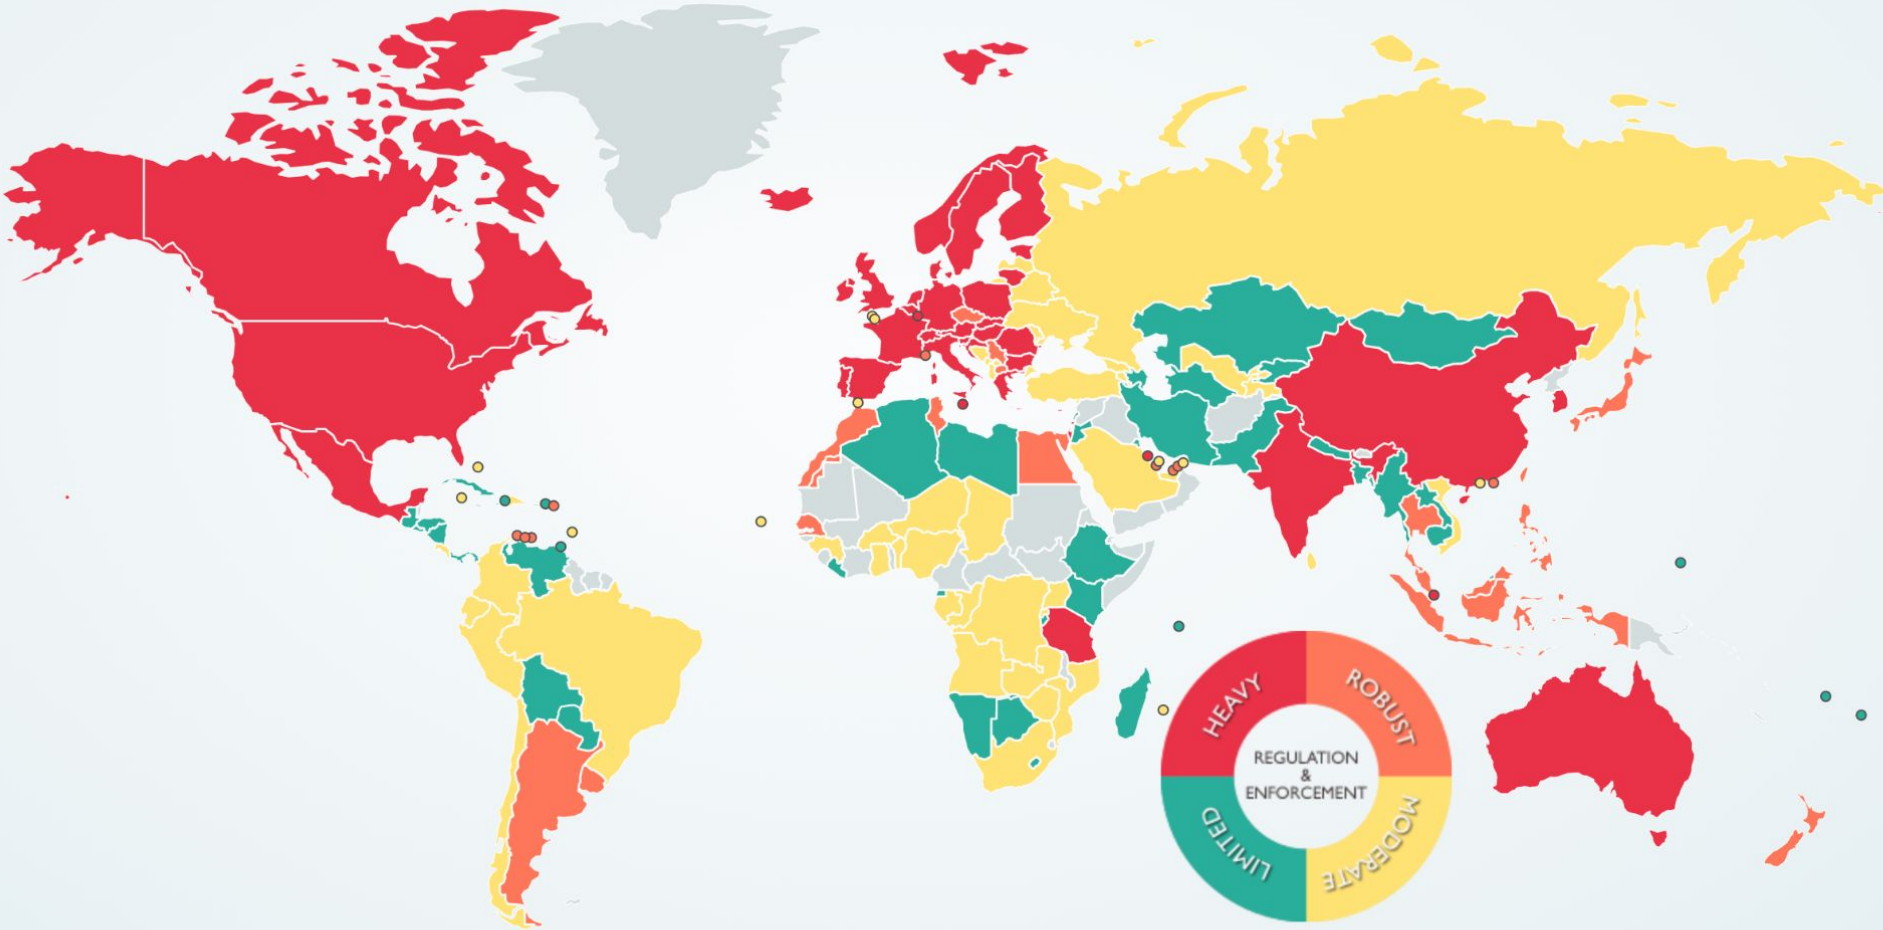 HEAVY
ROBUST
REGULATION
&
ENFORCEMENT
LIMITED
MODERATE